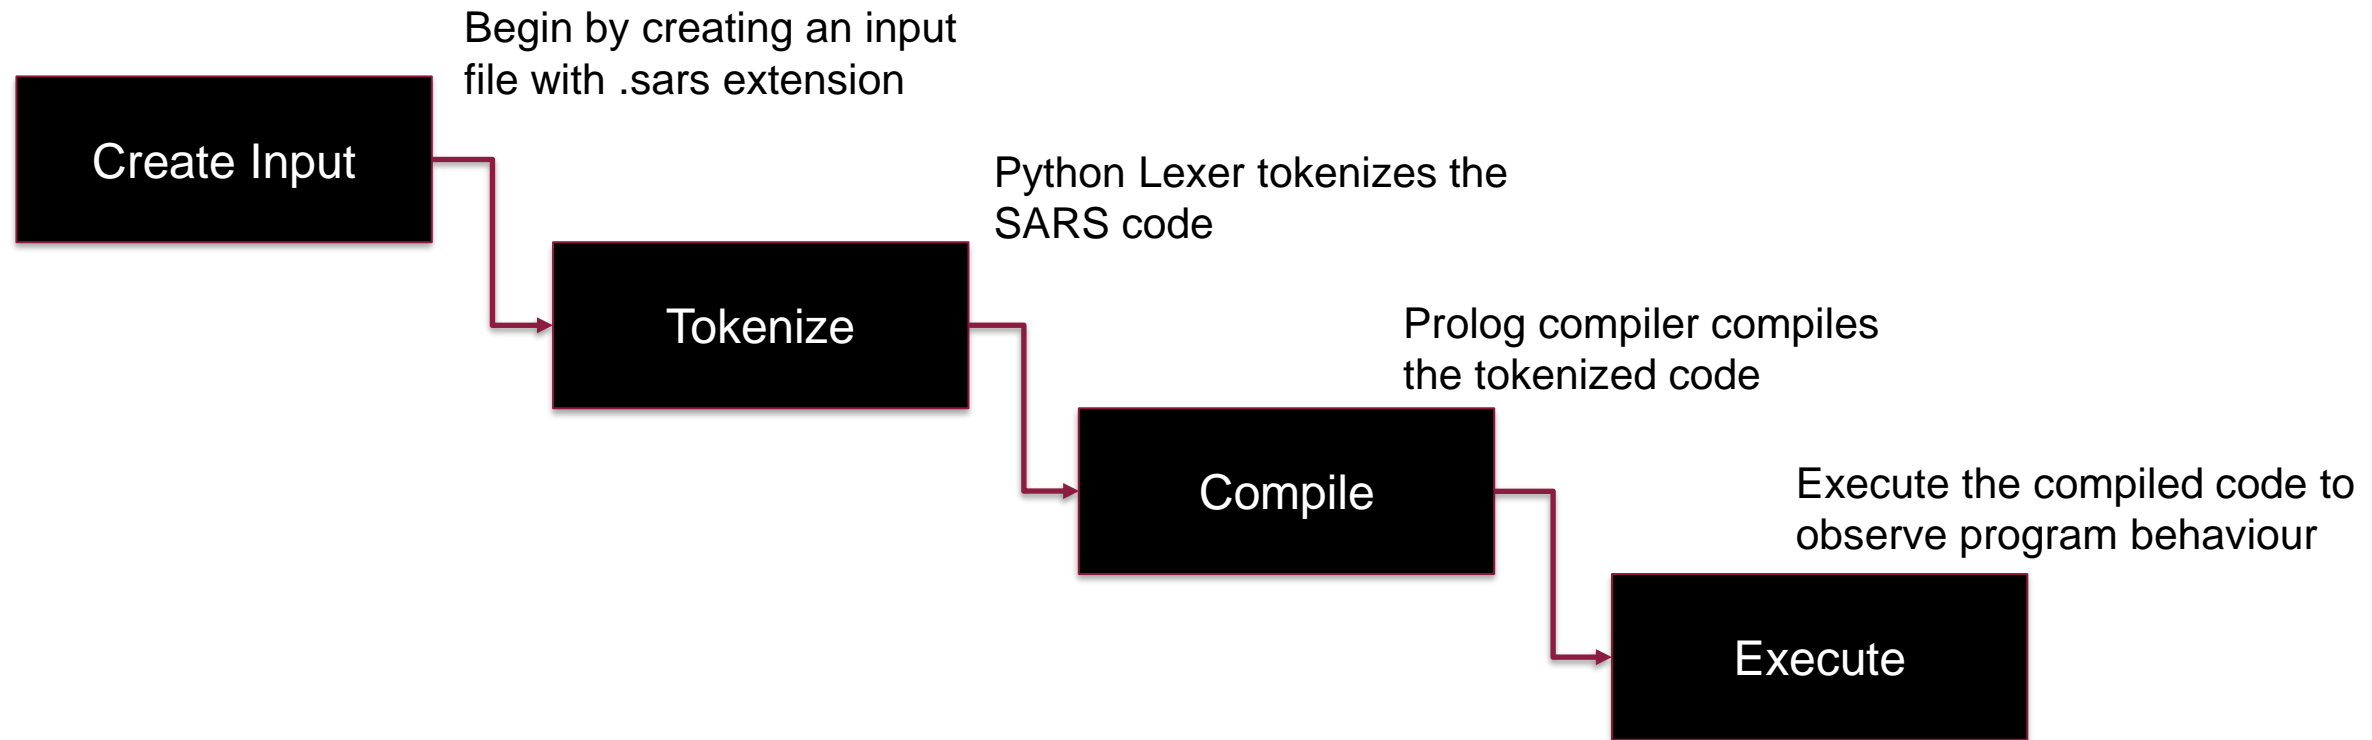 Begin by creating an input
file with .sars extension
Create Input
Python Lexer tokenizes the
SARS code
Tokenize
Prolog compiler compiles
the tokenized code
Compile
Execute the compiled code to
observe program behaviour
Execute